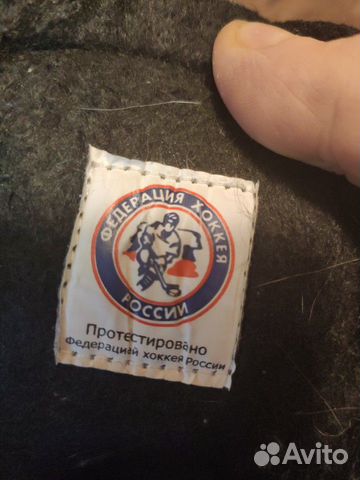 ФЕДЕРАЦИЯ ХОККЕЯ
РОССИИ
Протестировано
Федерацией хоккея России
Avito